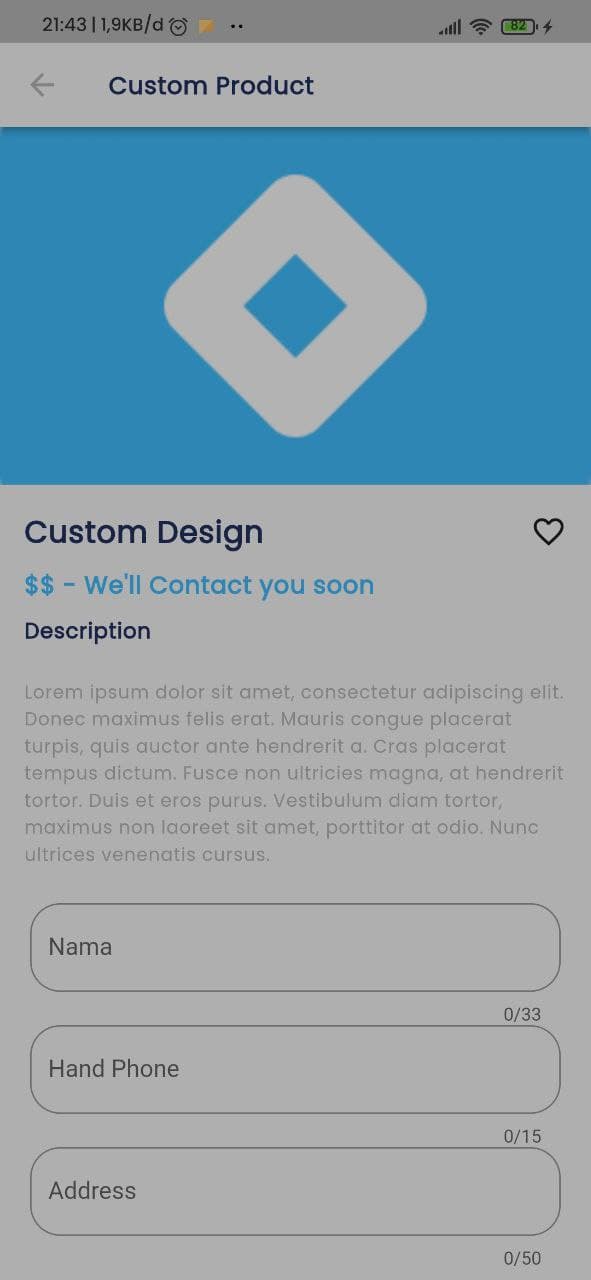 21:43 | 1,9KB/d
82
Custom Product
Custom Design
$$ - We'll Contact you soon
Description
Lorem ipsum dolor sit amet, consectetur adipiscing elit.
Donec maximus felis erat. Mauris congue placerat
turpis, quis auctor ante hendrerit a. Cras placerat
tempus dictum. Fusce non ultricies magna, at hendrerit
tortor. Duis et eros purus. Vestibulum diam tortor,
maximus non laoreet sit amet, porttitor at odio. Nunc
ultrices venenatis cursus.
Nama
0/33
Hand Phone
0/15
Address
0/50